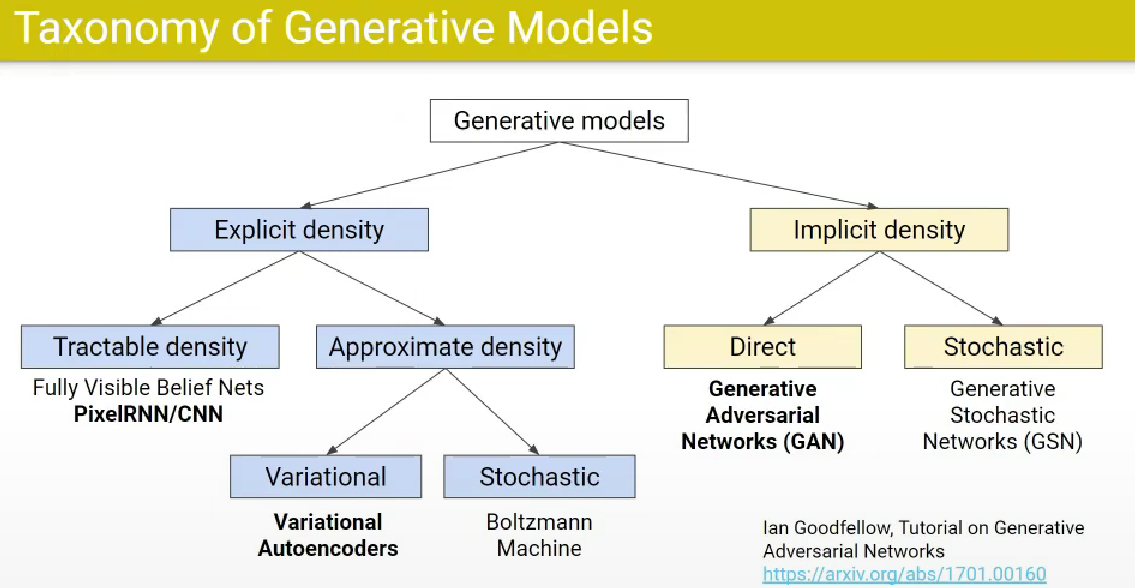 Taxonomy of Generative Models
Generative models
Explicit density
Implicit density
Tractable density
Fully Visible Belief Nets
PixelRNN/CNN
Approximate density
Direct
Generative
Adversarial
Networks (GAN)
Stochastic
Generative
Stochastic
Networks (GSN)
Variational
Variational
Autoencoders
Stochastic
Boltzmann
Machine
Ian Goodfellow, Tutorial on Generative
Adversarial Networks
https://arxiv.org/abs/1701.00160